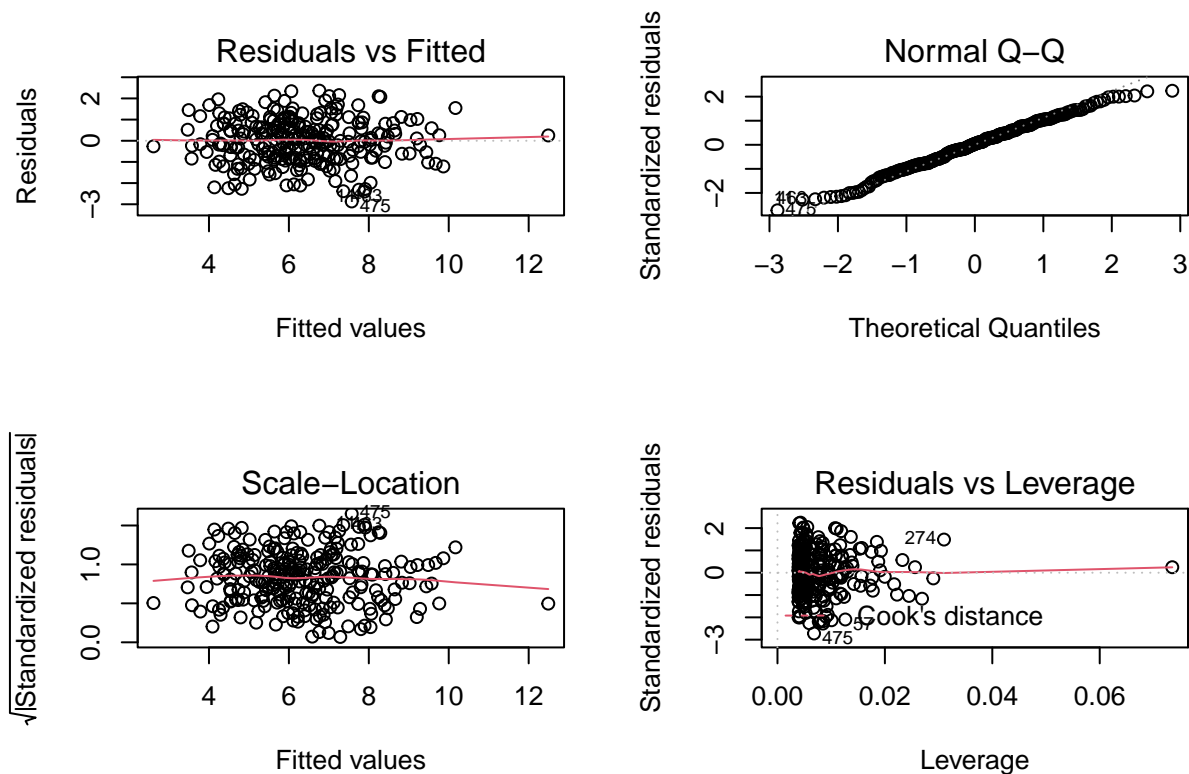 Residuals vs Fitted
Residuals
2
0
−3
475
4 6 8 10 12
Fitted values
Normal Q−Q
Standardized residuals
2
0
−2
475
−3 −2 −1 0 1 2 3
Theoretical Quantiles
Scale−Location
√|Standardized residuals|
1.0
0.0
475
4 6 8 10 12
Fitted values
Residuals vs Leverage
Standardized residuals
2
0
−3
274
57
475
Cook's distance
0.00 0.02 0.04 0.06
Leverage